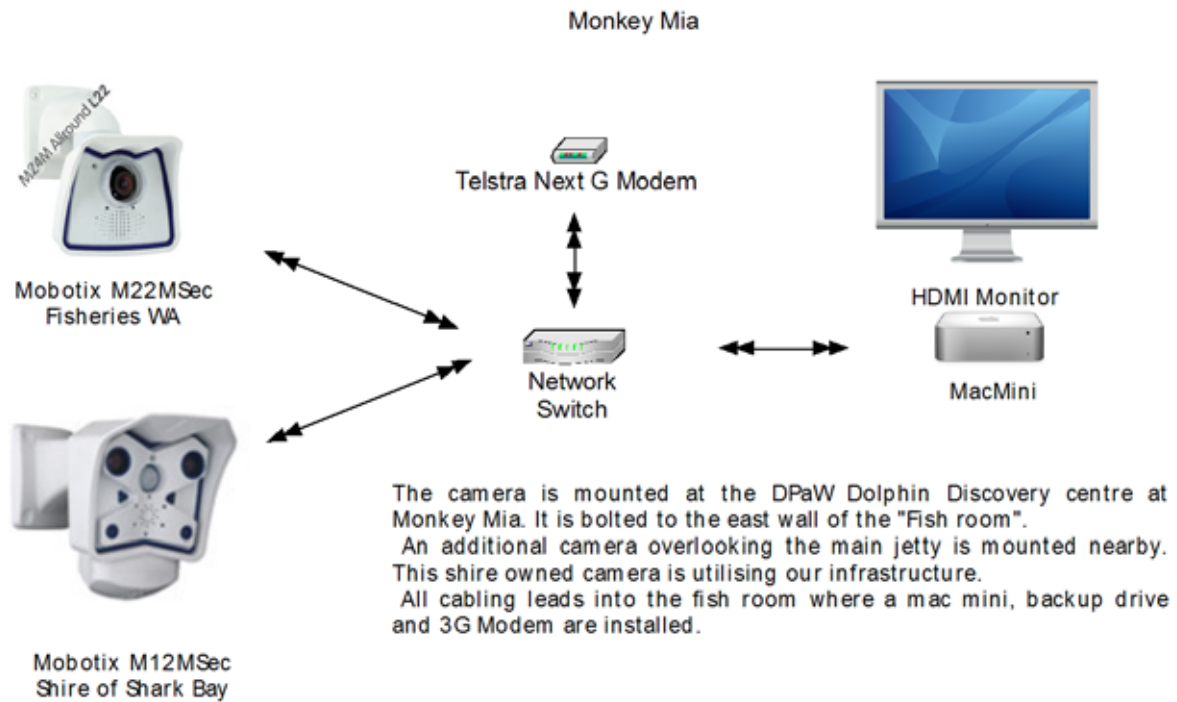 Monkey Mia
M24M Allround L22
Telstra Next G Modem
Mobotix M22MSec
Fisheries WA
HDMI Monitor
Network
Switch
MacMini
The camera is mounted at the DPaW Dolphin Discovery centre at
Monkey Mia. It is bolted to the east wall of the "Fish room".
An additional camera overlooking the main jetty is mounted nearby.
This shire owned camera is utilising our infrastructure.
All cabling leads into the fish room where a mac mini, backup drive
and 3G Modem are installed.
Mobotix M12MSec
Shire of Shark Bay